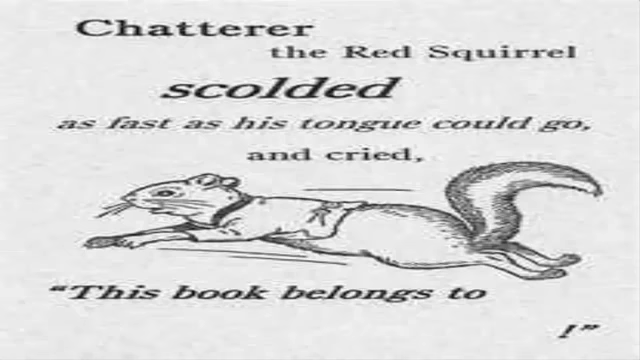 Chatterer
the Red Squirrel
scolded
as fast as his tongue could go,
and cried,
"This book belongs to
!"